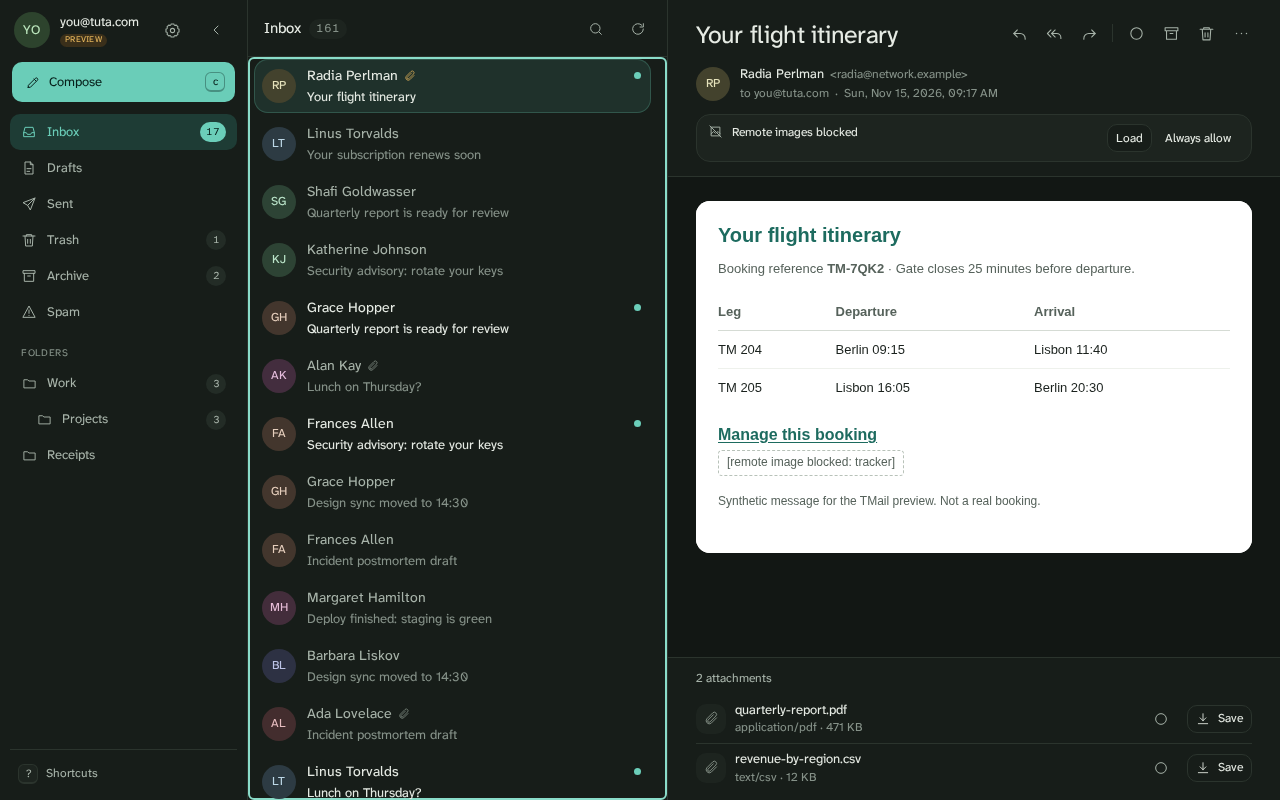 YO
you@tuta.com
PREVIEW
Compose
c
Inbox
17
Drafts
Sent
Trash
1
Archive
2
Spam
FOLDERS
Work
3
Projects
3
Receipts
?
Shortcuts
Inbox 161
RP
Radia Perlman
Your flight itinerary
LT
Linus Torvalds
Your subscription renews soon
SG
Shafi Goldwasser
Quarterly report is ready for review
KJ
Katherine Johnson
Security advisory: rotate your keys
GH
Grace Hopper
Quarterly report is ready for review
AK
Alan Kay
Lunch on Thursday?
FA
Frances Allen
Security advisory: rotate your keys
GH
Grace Hopper
Design sync moved to 14:30
FA
Frances Allen
Incident postmortem draft
MH
Margaret Hamilton
Deploy finished: staging is green
BL
Barbara Liskov
Design sync moved to 14:30
AL
Ada Lovelace
Incident postmortem draft
LT
Linus Torvalds
Lunch on Thursday?
Your flight itinerary
RP
Radia Perlman <radia@network.example>
to you@tuta.com · Sun, Nov 15, 2026, 09:17 AM
Remote images blocked
Load
Always allow
Your flight itinerary
Booking reference TM-7QK2 · Gate closes 25 minutes before departure.
Leg Departure Arrival
TM 204 Berlin 09:15 Lisbon 11:40
TM 205 Lisbon 16:05 Berlin 20:30
Manage this booking
[remote image blocked: tracker]
Synthetic message for the TMail preview. Not a real booking.
2 attachments
quarterly-report.pdf
application/pdf · 471 KB
Save
revenue-by-region.csv
text/csv · 12 KB
Save